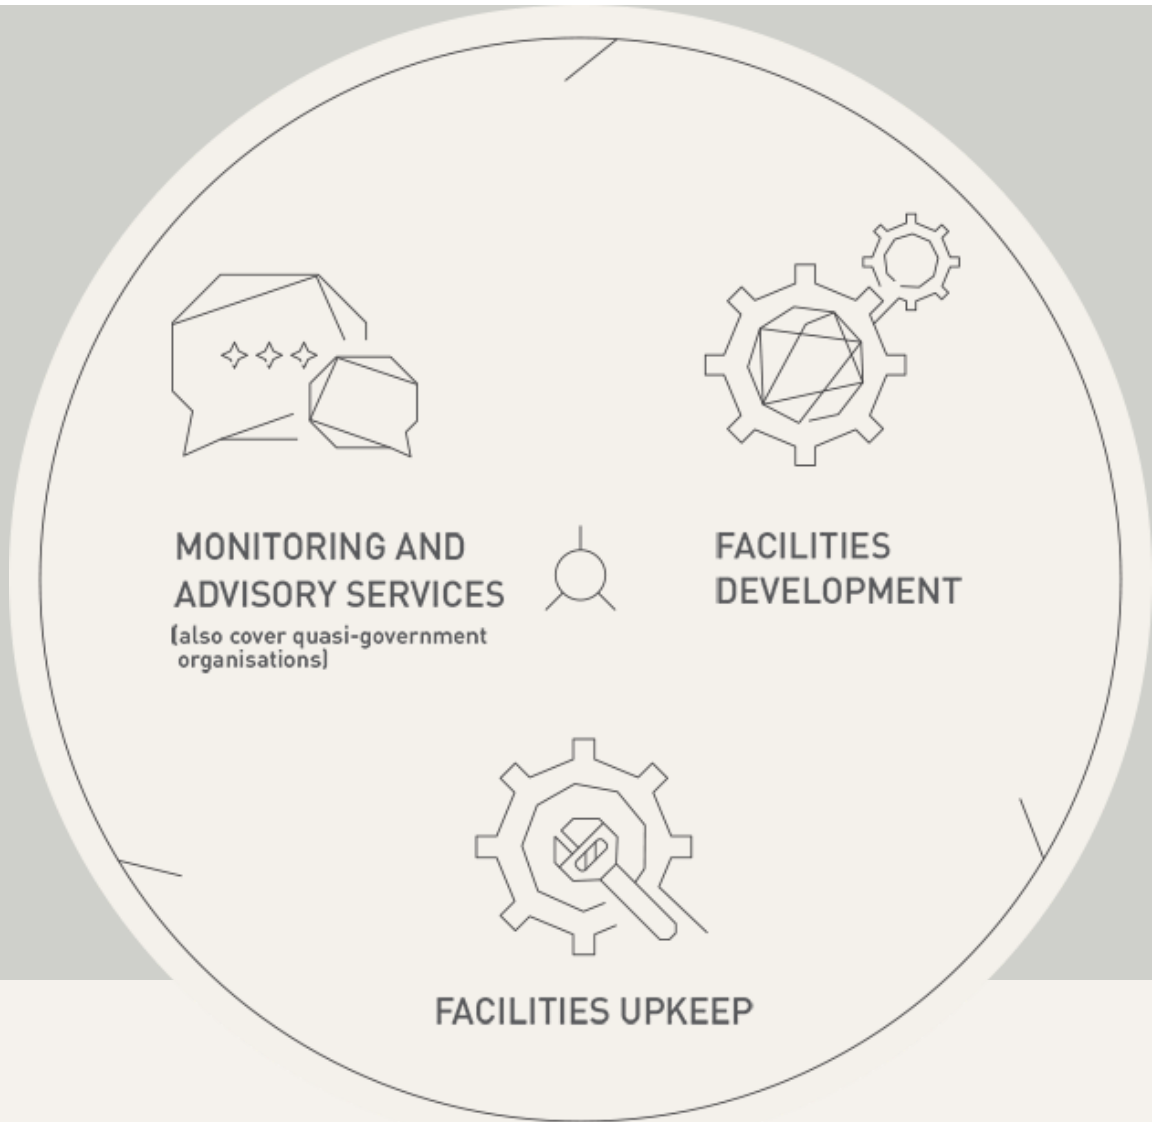 MONITORING AND
ADVISORY SERVICES
(also cover quasi-government
organisations)
FACILITIES
DEVELOPMENT
FACILITIES UPKEEP